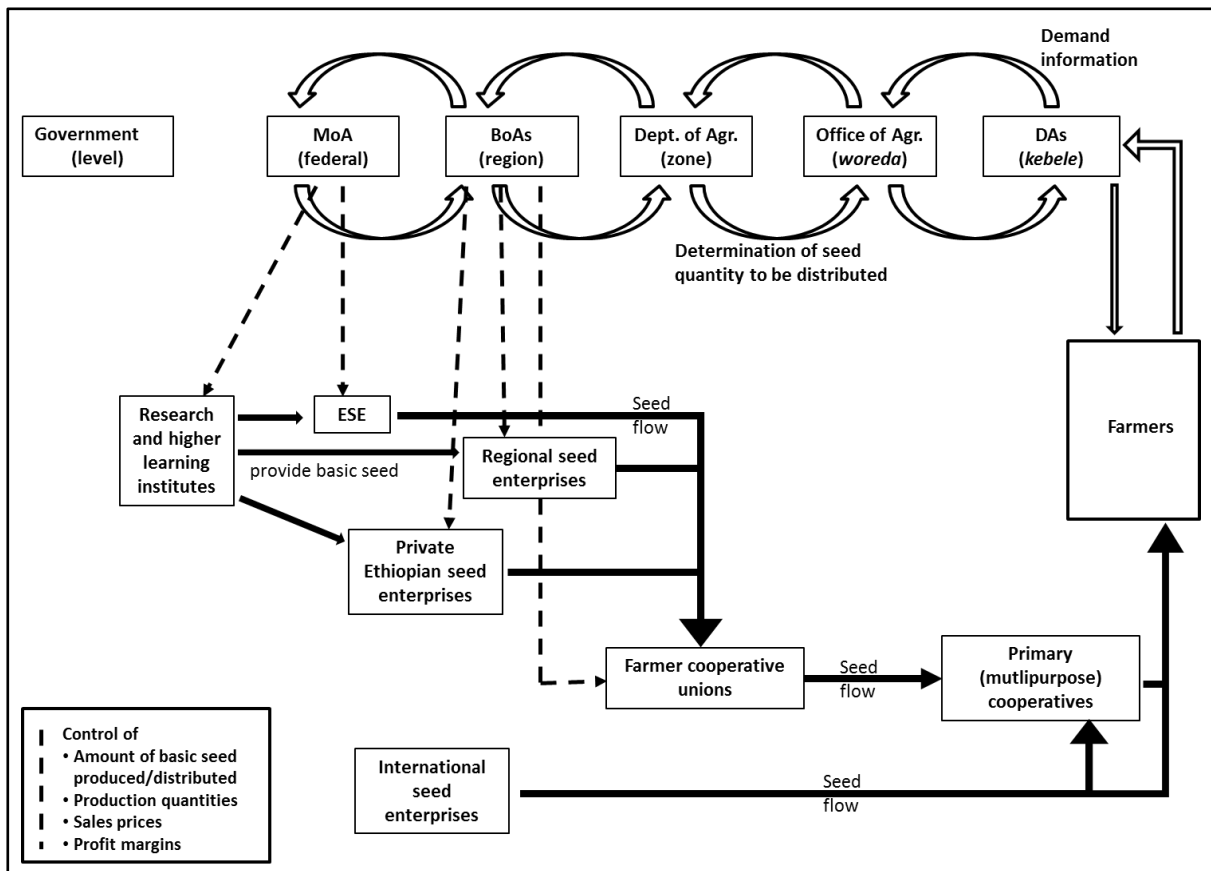 Demand
information
Government
(level)
MoA
(federal)
BoAs
(region)
Dept. of Agr.
(zone)
Office of Agr.
(woreda)
DAs
(kebele)
Determination of seed
quantity to be distributed
Research
and higher
learning
institutes
ESE
Seed
flow
provide basic seed
Regional seed
enterprises
Farmers
Private
Ethiopian seed
enterprises
Farmer cooperative
unions
Seed
flow
Primary
(mutlipurpose)
cooperatives
Control of
• Amount of basic seed
produced/distributed
• Production quantities
• Sales prices
• Profit margins
International
seed
enterprises
Seed
flow